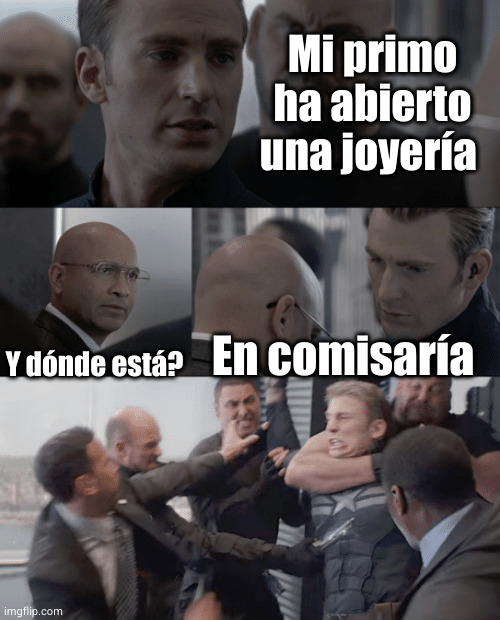 Mi primo
ha abierto
una joyería
Y dónde está?
En comisaría
imgflip.com